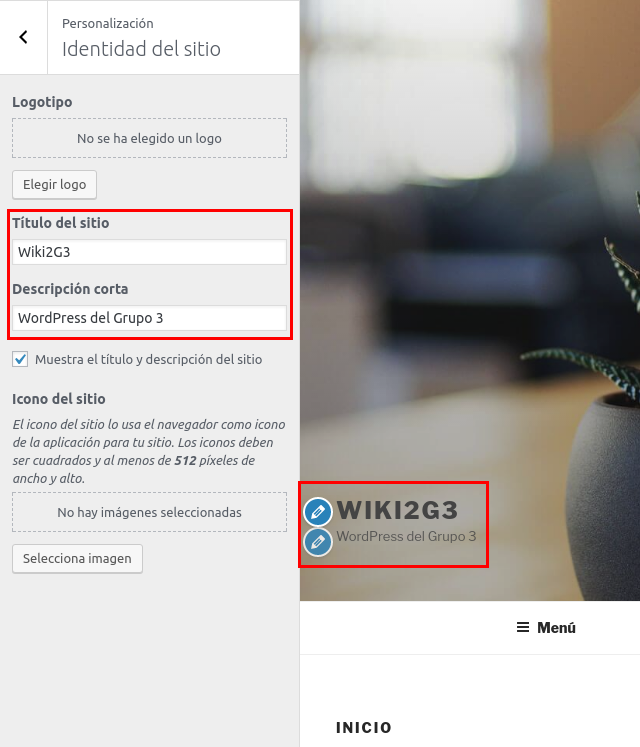 Personalización
Identidad del sitio
Logotipo
No se ha elegido un logo
Elegir logo
Título del sitio
Wiki2G3
Descripción corta
WordPress del Grupo 3
Muestra el título y descripción del sitio
Icono del sitio
El icono del sitio lo usa el navegador como icono
de la aplicación para tu sitio. Los iconos deben
ser cuadrados y al menos de 512 píxeles de
ancho y alto.
No hay imágenes seleccionadas
Selecciona imagen
WIKI2G3
WordPress del Grupo 3
Menú
INICIO